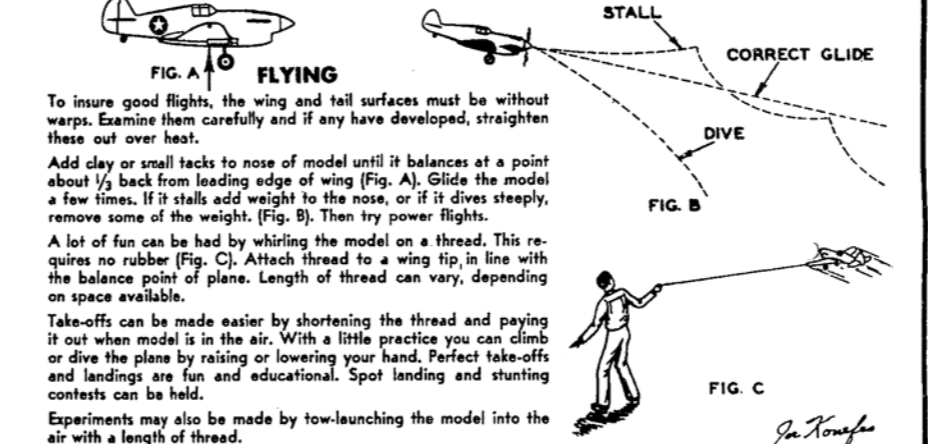 FIG. A
FLYING
To insure good flights, the wing and tail surfaces must be without
warps. Examine them carefully and if any have developed, straighten
these out over heat.
Add clay or small tacks to nose of model until it balances at a point
about 1/3 back from leading edge of wing (Fig. A). Glide the model
a few times. If it stalls add weight to the nose, or if it dives steeply,
remove some of the weight. (Fig. B). Then try power flights.
A lot of fun can be had by whirling the model on a thread. This re-
quires no rubber (Fig. C). Attach thread to a wing tip, in line with
the balance point of plane. Length of thread can vary, depending
on space available.
Take-offs can be made easier by shortening the thread and paying
it out when model is in the air. With a little practice you can climb
or dive the plane by raising or lowering your hand. Perfect take-offs
and landings are fun and educational. Spot landing and stunting
contests can be held.
Experiments may also be made by tow-launching the model into the
air with a length of thread.
STALL
CORRECT GLIDE
DIVE
FIG. B
FIG. C
Joe Konefes